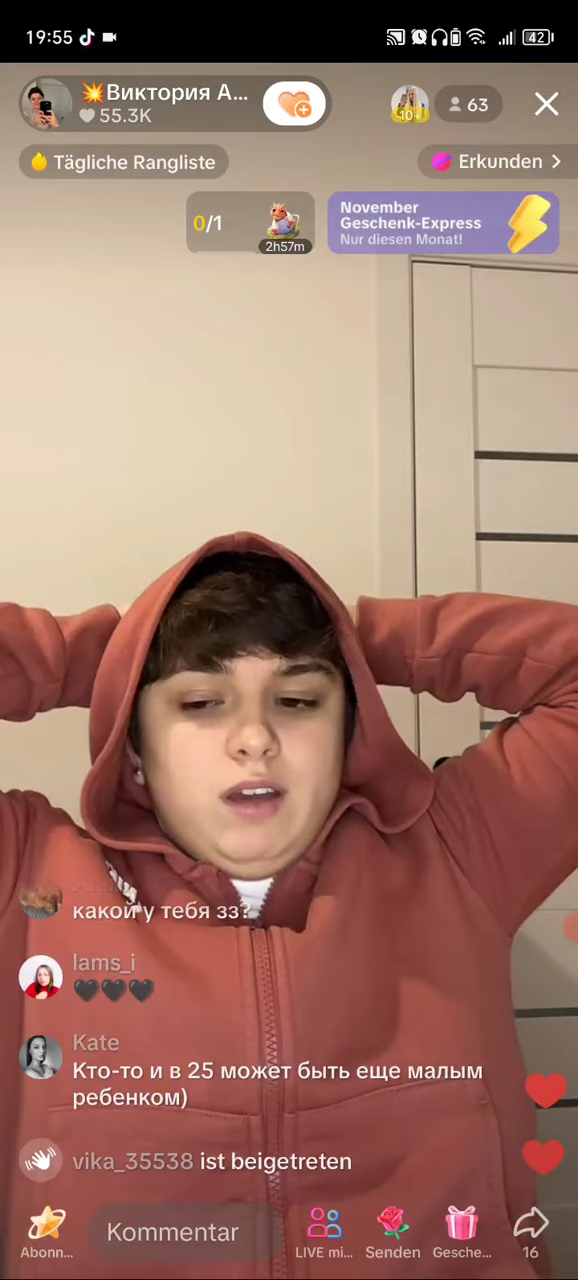 19:55
42
Виктория А...
55.3K
10+
63
Tägliche Rangliste
Erkunden
0/1
2h57m
November
Geschenk-Express
Nur diesen Monat!
какой у тебя зз?
lams_i
🖤🖤🖤
Kate
Кто-то и в 25 может быть еще малым
ребенком)
vika_35538 ist beigetreten
Kommentar
Abonn...
LIVE mi...
Senden
Gesche...
16